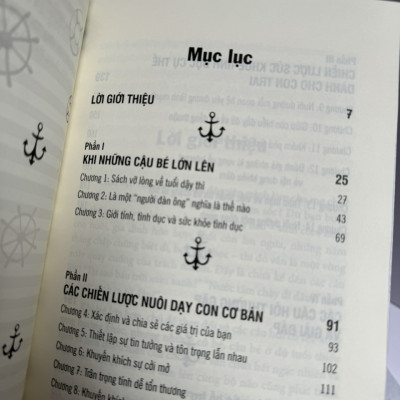 Mục lục
LỜI GIỚI THIỆU 7
Phần I
KHI NHỮNG CẬU BÉ LỚN LÊN 25
Chương 1: Sách vỡ lòng về tuổi dậy thì 27
Chương 2: Là một "người đàn ông" nghĩa là thế nào 43
Chương 3: Giới tính, tình dục và sức khỏe tình dục 69
Phần II
CÁC CHIẾN LƯỢC NUÔI DẠY CON CƠ BẢN 91
Chương 4: Xác định và chia sẻ các giá trị của bạn 93
Chương 5: Thiết lập sự tin tưởng và tôn trọng lẫn nhau 102
Chương 6: Khuyến khích sự cởi mở 111
Chương 7: Trân trọng tính dễ tổn thương
Chương 8: Khuyến khích